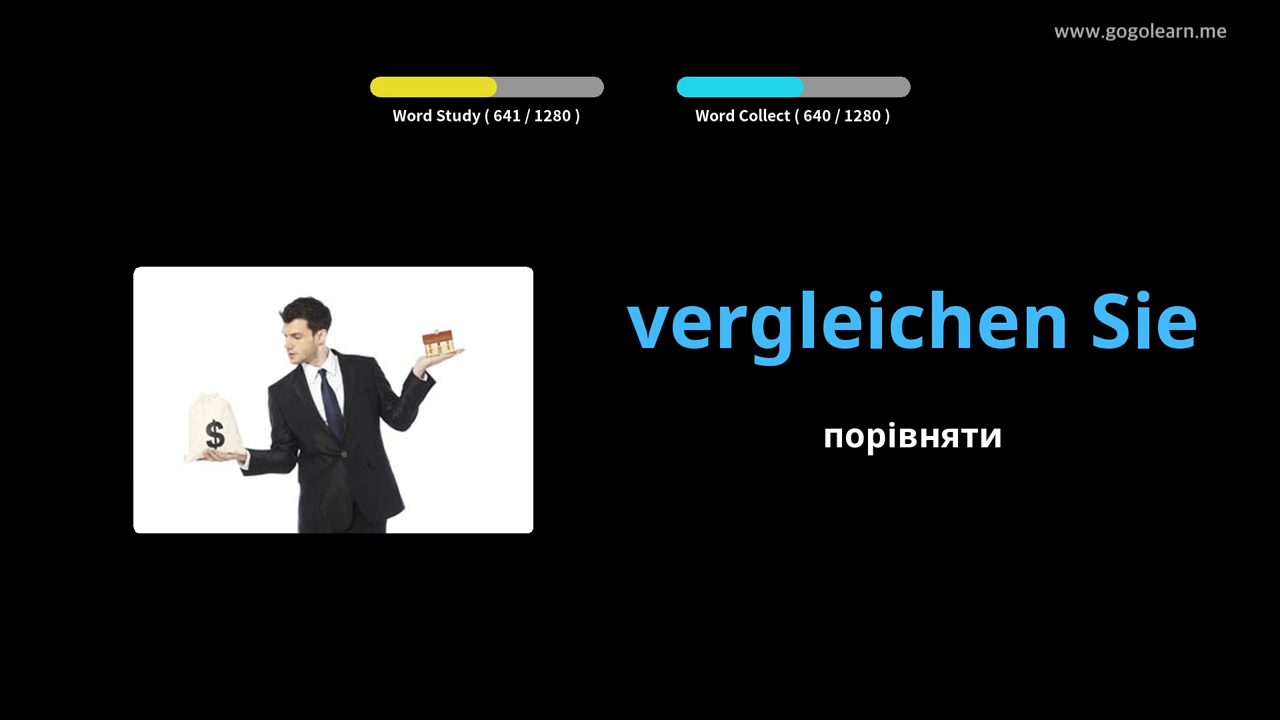 www.gogolearn.me
Word Study ( 641 / 1280 )
Word Collect ( 640 / 1280 )
$
vergleichen Sie
порівняти